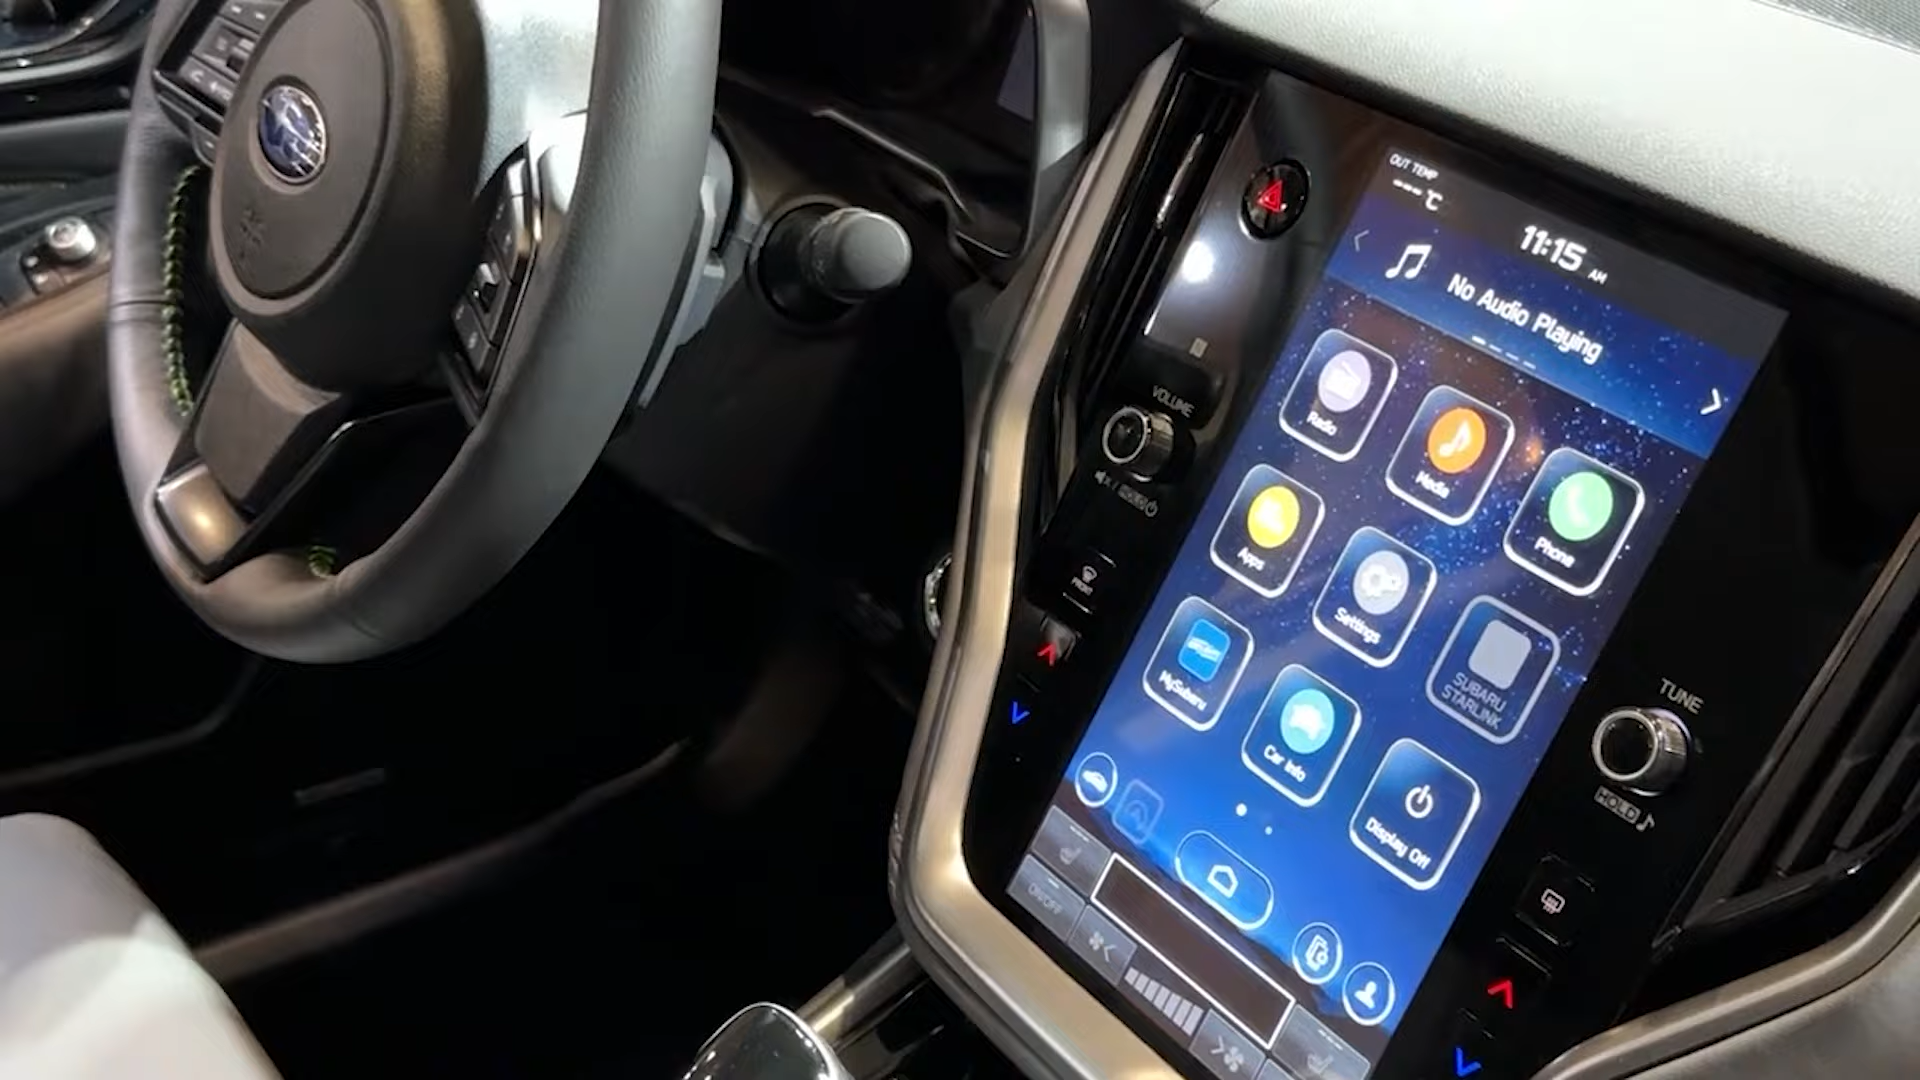 OUT TEMP
--- °C
11:15 AM
No Audio Playing
VOLUME
Radio
Media
Phone
Apps
Settings
SUBARU
STARLINK
FRONT
MySubaru
Car Info
Display Off
TUNE
HOLD
ON/OFF